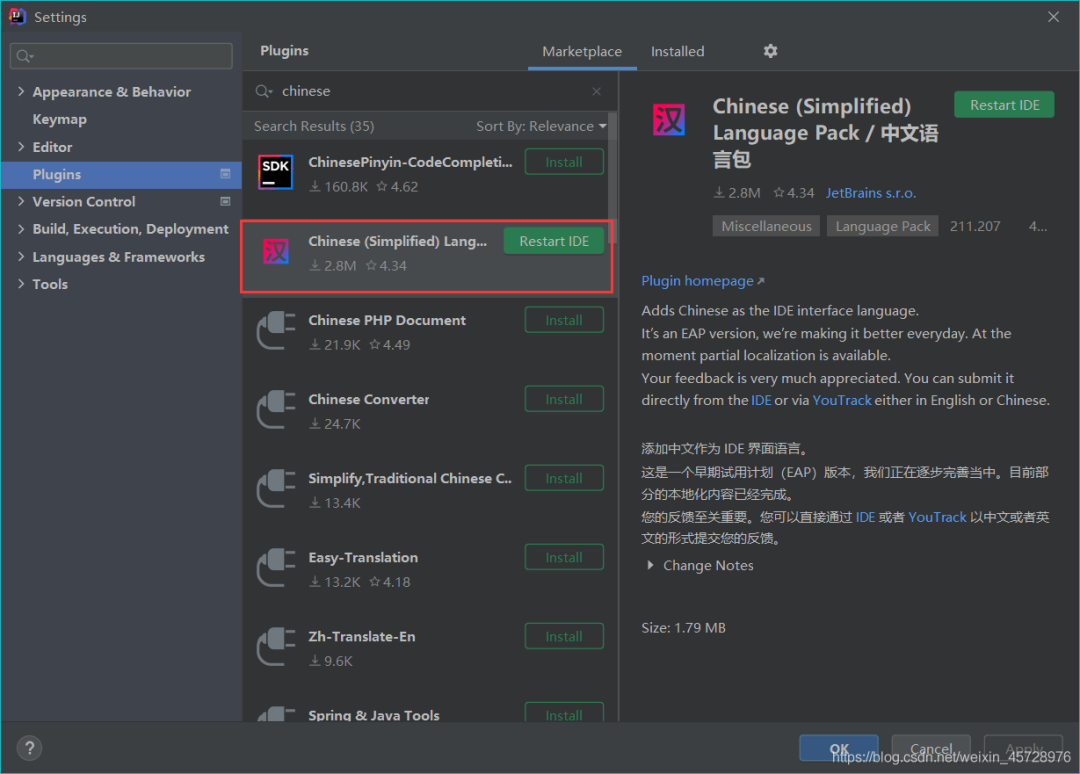 Settings
Appearance & Behavior
Keymap
Editor
Plugins
Version Control
Build, Execution, Deployment
Languages & Frameworks
Tools
Plugins
Marketplace
Installed
chinese
Search Results (35)
Sort By: Relevance
SDK
ChinesePinyin-CodeCompleti...
Install
160.8K 4.62
汉
Chinese (Simplified) Lang...
Restart IDE
2.8M 4.34
Chinese PHP Document
Install
21.9K 4.49
Chinese Converter
Install
24.7K
Simplify,Traditional Chinese C..
Install
13.4K
Easy-Translation
Install
13.2K 4.18
Zh-Translate-En
Install
9.6K
Spring & Java Tools
Install
汉
Chinese (Simplified)
Language Pack / 中文语
言包
Restart IDE
2.8M 4.34 JetBrains s.r.o.
Miscellaneous Language Pack 211.207 4...
Plugin homepage
Adds Chinese as the IDE interface language.
It's an EAP version, we're making it better everyday. At the
moment partial localization is available.
Your feedback is very much appreciated. You can submit it
directly from the IDE or via YouTrack either in English or Chinese.
添加中文作为 IDE 界面语言。
这是一个早期试用计划（EAP）版本，我们正在逐步完善当中。目前部
分的本地化内容已经完成。
您的反馈至关重要。您可以直接通过 IDE 或者 YouTrack 以中文或者英
文的形式提交您的反馈。
Change Notes
Size: 1.79 MB
?
OK
Cancel
Apply
https://blog.csdn.net/weixin_45728976